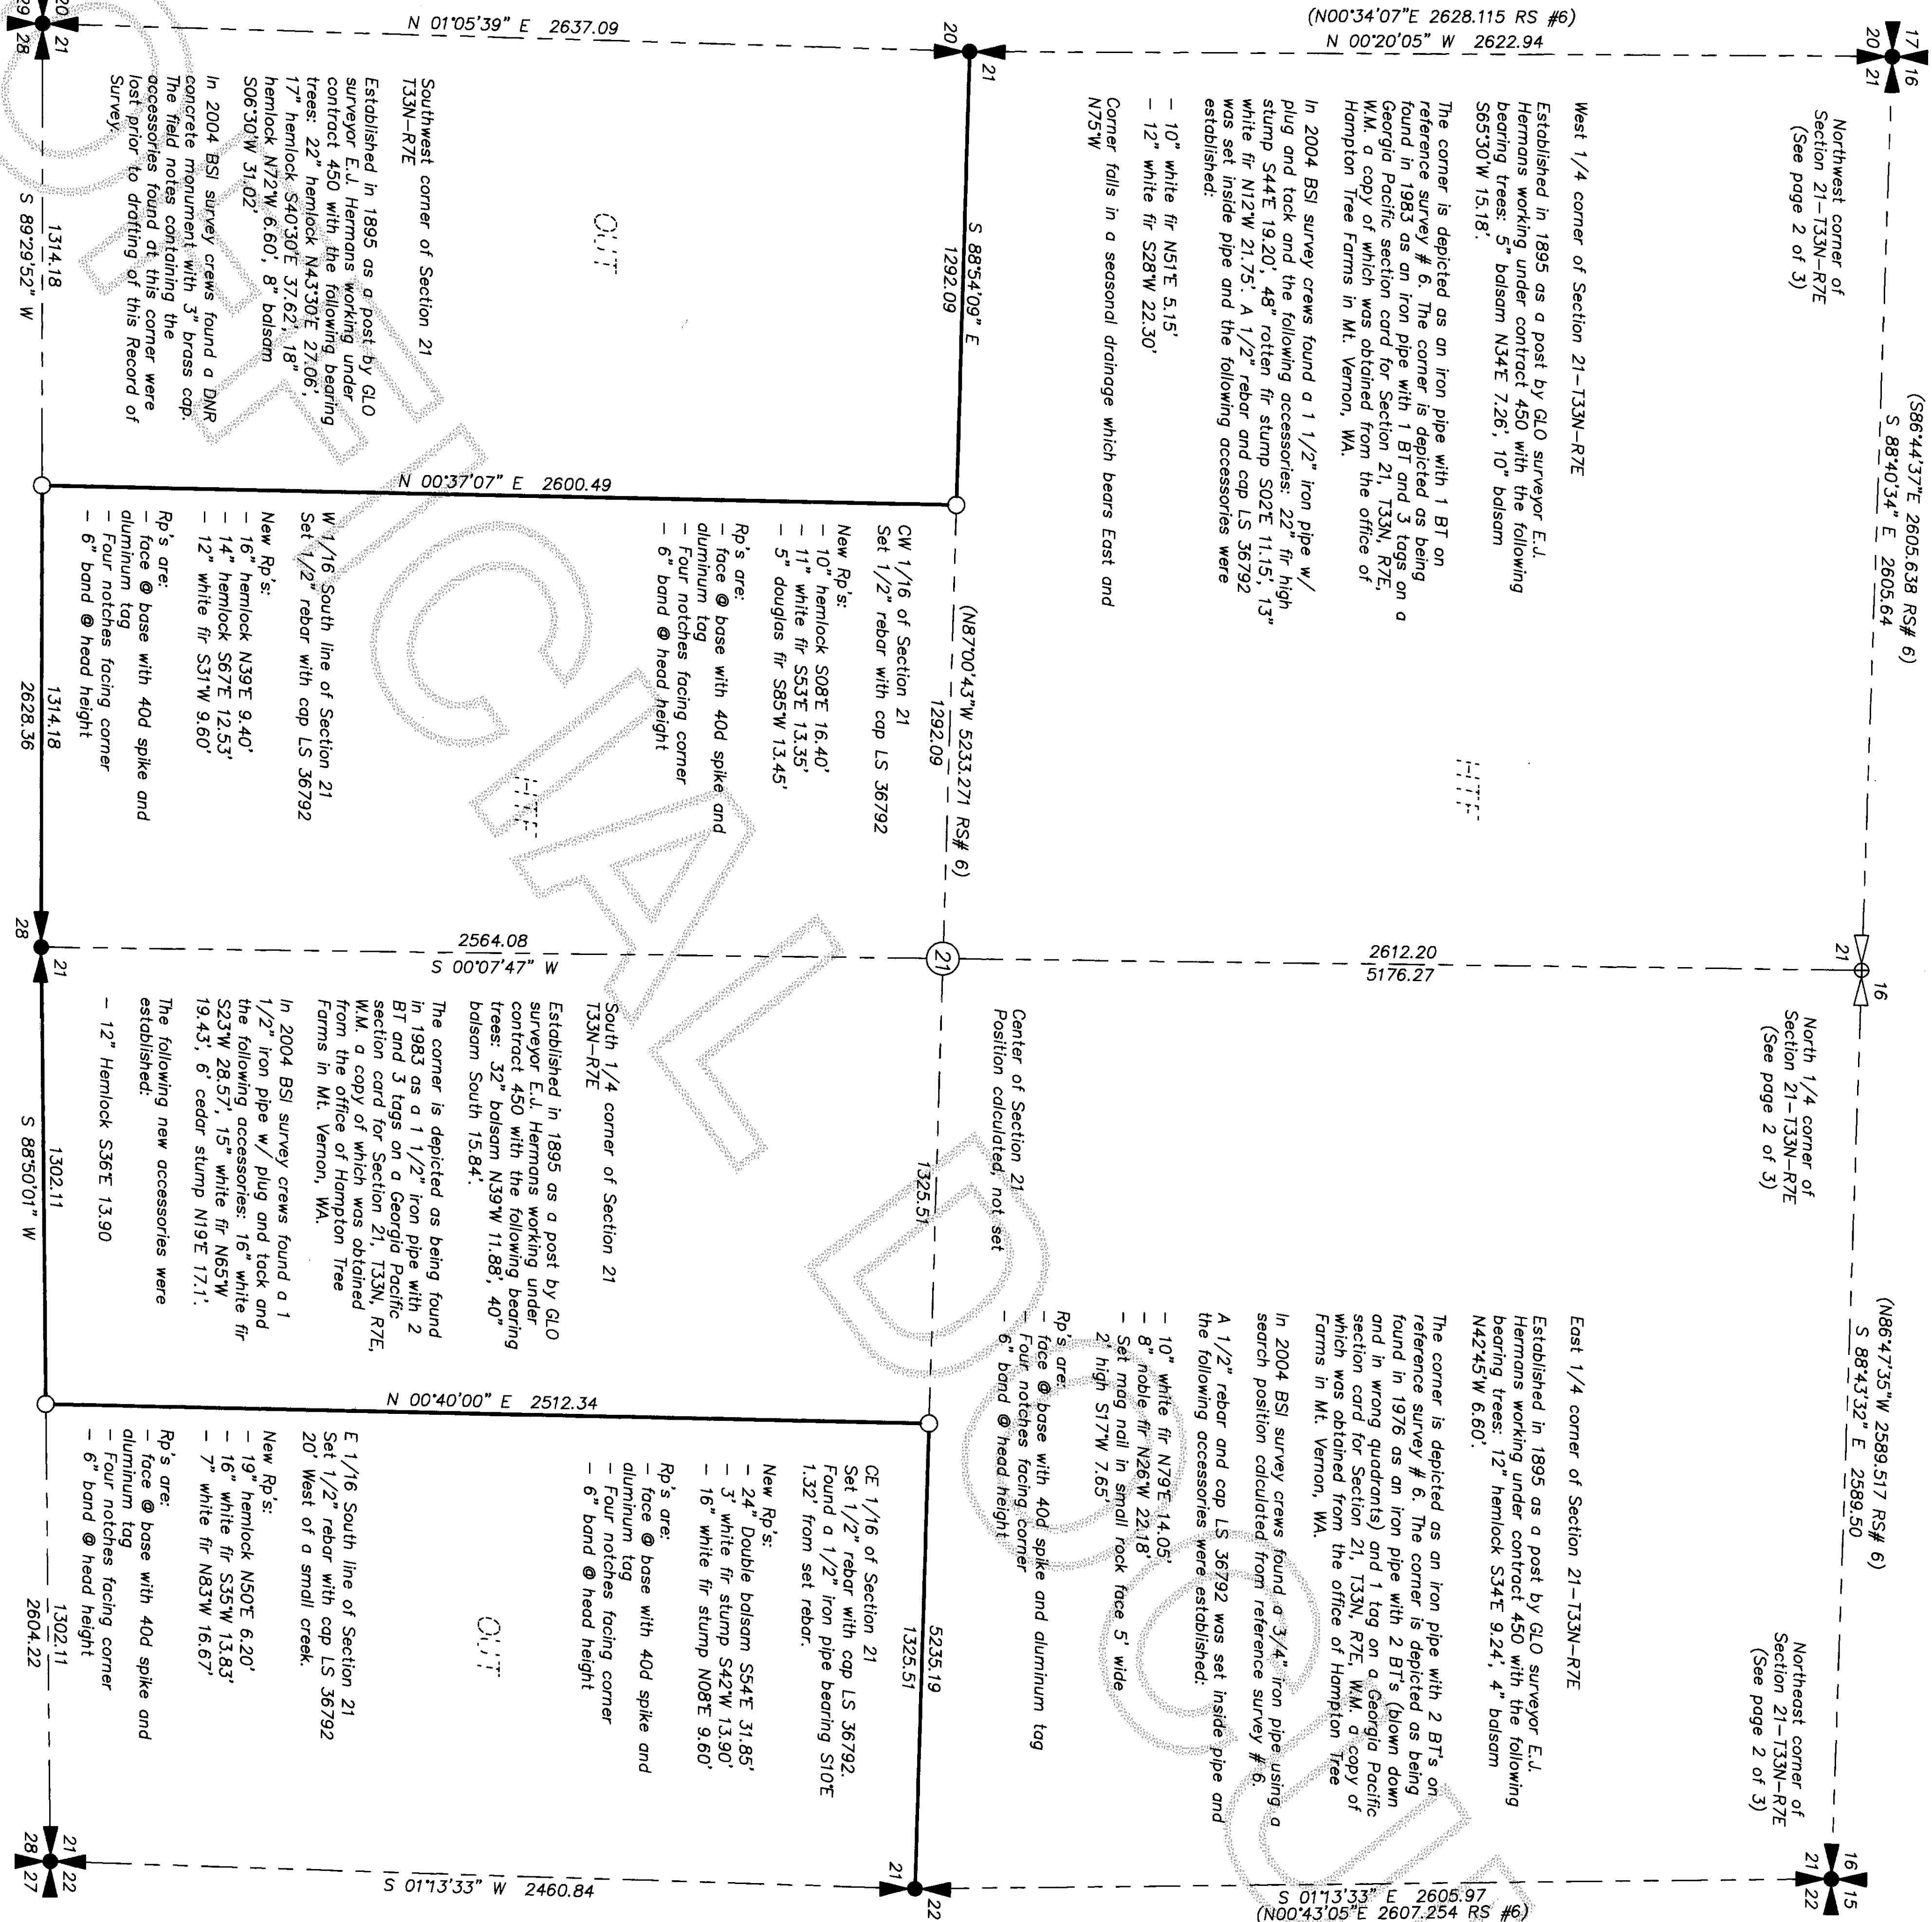 17 16
20 21
(S86°44'37"E 2605.638 RS# 6)
S 88°40'34" E 2605.64
16
21
(N86°47'35"W 2589.517 RS# 6)
S 88°43'32" E 2589.50
16 15
21 22
Northwest corner of
Section 21-T33N-R7E
(See page 2 of 3)
North 1/4 corner of
Section 21-T33N-R7E
(See page 2 of 3)
Northeast corner of
Section 21-T33N-R7E
(See page 2 of 3)
(N00°34'07"E 2628.115 RS #6)
N 00°20'05" W 2622.94
West 1/4 corner of Section 21-T33N-R7E
Established in 1895 as a post by GLO surveyor E.J.
Hermans working under contract 450 with the following
bearing trees: 5" balsam N34°E 7.26', 10" balsam
S65°30'W 15.18'.
The corner is depicted as an iron pipe with 1 BT on
reference survey # 6. The corner is depicted as being
found in 1983 as an iron pipe with 1 BT and 3 tags on a
Georgia Pacific section card for Section 21, T33N, R7E,
W.M. a copy of which was obtained from the office of
Hampton Tree Farms in Mt. Vernon, WA.
In 2004 BSI survey crews found a 1 1/2" iron pipe w/
plug and tack and the following accessories: 22" fir high
stump S44°E 19.20', 48" rotten fir stump S02°E 11.15', 13"
white fir N12°W 21.75'. A 1/2" rebar and cap LS 36792
was set inside pipe and the following accessories were
established:
- 10" white fir N51°E 5.15'
- 12" white fir S28°W 22.30'
Corner falls in a seasonal drainage which bears East and
N75°W
HTF
2612.20
5176.27
East 1/4 corner of Section 21-T33N-R7E
Established in 1895 as a post by GLO surveyor E.J.
Hermans working under contract 450 with the following
bearing trees: 12" hemlock S34°E 9.24', 4" balsam
N42°45'W 6.60'.
The corner is depicted as an iron pipe with 2 BT's on
reference survey # 6. The corner is depicted as being
found in 1976 as an iron pipe with 2 BT's (blown down
and in wrong quadrants) and 1 tag on a Georgia Pacific
section card for Section 21, T33N, R7E, W.M. a copy of
which was obtained from the office of Hampton Tree
Farms in Mt. Vernon, WA.
In 2004 BSI survey crews found a 3/4" iron pipe using a
search position calculated from reference survey # 6.
A 1/2" rebar and cap LS 36792 was set inside pipe and
the following accessories were established:
- 10" white fir N79°E 14.05'
- 8" noble fir N26°W 22.18'
- Set mag nail in small rock face 5' wide
2' high S17°W 7.65'
Rp's are:
- face @ base with 40d spike and aluminum tag
- Four notches facing corner
- 6" band @ head height
S 01°13'33" E 2605.97
(N00°43'05"E 2607.254 RS #6)
Center of Section 21
Position calculated, not set
20 21
S 88°54'09" E
1292.09
(N87°00'43"W 5233.271 RS# 6)
1292.09
21
1325.51
5235.19
1325.51
21 22
N 01°05'39" E 2637.09
OUT
Southwest corner of Section 21
T33N-R7E
Established in 1895 as a post by GLO
surveyor E.J. Hermans working under
contract 450 with the following bearing
trees: 22" hemlock N43°30'E 27.06',
17" hemlock S40°30'E 37.62', 18"
hemlock N72°W 6.60', 8" balsam
S06°30'W 31.02'.
In 2004 BSI survey crews found a DNR
concrete monument with 3" brass cap.
The field notes containing the
accessories found at this corner were
lost prior to drafting of this Record of
Survey.
N 00°37'07" E 2600.49
CW 1/16 of Section 21
Set 1/2" rebar with cap LS 36792
New Rp's:
- 10" hemlock S08°E 16.40'
- 11" white fir S53°E 13.35'
- 5" douglas fir S85°W 13.45'
Rp's are:
- face @ base with 40d spike and
aluminum tag
- Four notches facing corner
- 6" band @ head height
HTF
W 1/16 South line of Section 21
Set 1/2" rebar with cap LS 36792
New Rp's:
- 16" hemlock N39°E 9.40'
- 14" hemlock S67°E 12.53'
- 12" white fir S31°W 9.60'
Rp's are:
- face @ base with 40d spike and
aluminum tag
- Four notches facing corner
- 6" band @ head height
2564.08
S 00°07'47" W
South 1/4 corner of Section 21
T33N-R7E
Established in 1895 as a post by GLO
surveyor E.J. Hermans working under
contract 450 with the following bearing
trees: 32" balsam N39°W 11.88', 40"
balsam South 15.84'.
The corner is depicted as being found
in 1983 as a 1 1/2" iron pipe with 2
BT and 3 tags on a Georgia Pacific
section card for Section 21, T33N, R7E,
W.M. a copy of which was obtained
from the office of Hampton Tree
Farms in Mt. Vernon, WA.
In 2004 BSI survey crews found a 1
1/2" iron pipe w/ plug and tack and
the following accessories: 16" white fir
S23°W 28.57', 15" white fir N65°W
19.43', 6' cedar stump N19°E 17.1'.
The following new accessories were
established:
- 12" Hemlock S36°E 13.90
N 00°40'00" E 2512.34
CE 1/16 of Section 21
Set 1/2" rebar with cap LS 36792.
Found a 1/2" iron pipe bearing S10°E
1.32' from set rebar.
New Rp's:
- 24" Double balsam S54°E 31.85'
- 3' white fir stump S42°W 13.90'
- 16" white fir stump N08°E 9.60'
Rp's are:
- face @ base with 40d spike and
aluminum tag
- Four notches facing corner
- 6" band @ head height
OUT
E 1/16 South line of Section 21
Set 1/2" rebar with cap LS 36792
20' West of a small creek.
New Rp's:
- 19" hemlock N50°E 6.20'
- 16" white fir S35°W 13.83'
- 7" white fir N83°W 16.67'
Rp's are:
- face @ base with 40d spike and
aluminum tag
- Four notches facing corner
- 6" band @ head height
S 01°13'33" W 2460.84
20 21
29 28
1314.18
S 89°29'52" W
1314.18
2628.36
21
28
1302.11
S 88°50'01" W
1302.11
2604.22
21 22
28 27
OFFICIAL DOCU